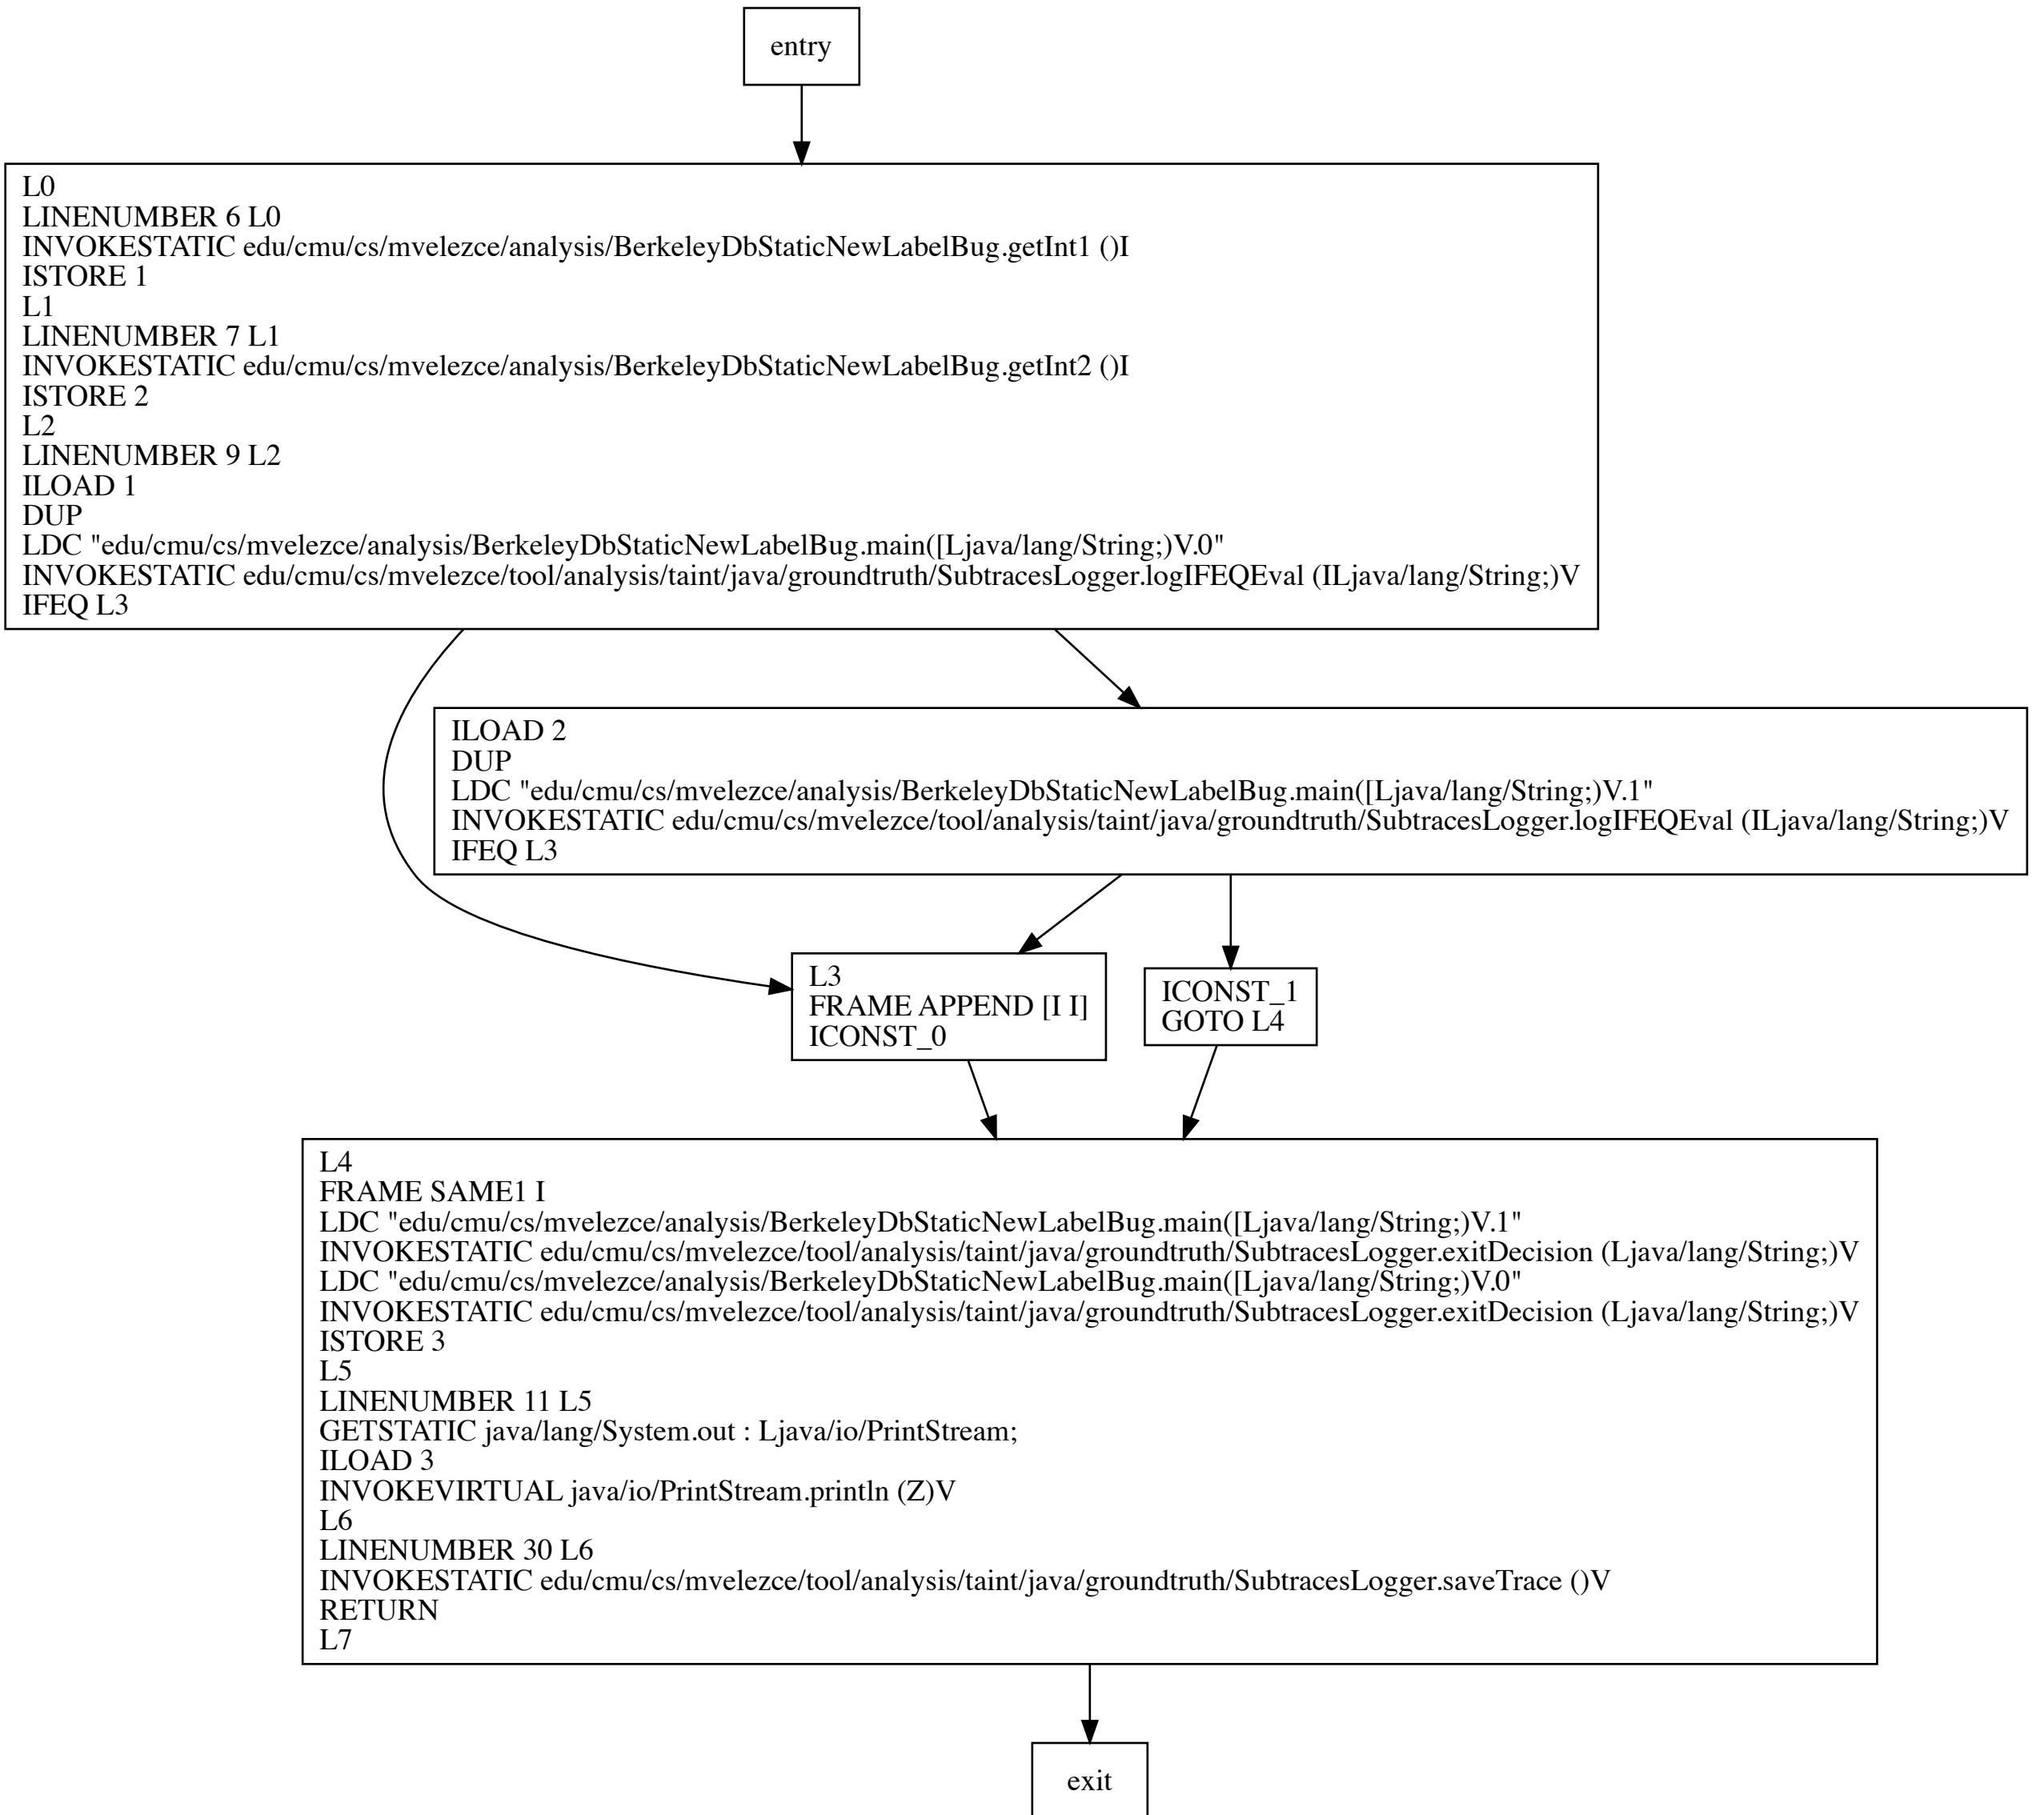 entry
L0
LINENUMBER 6 L0
INVOKESTATIC edu/cmu/cs/mvelezce/analysis/BerkeleyDbStaticNewLabelBug.getInt1 ()I
ISTORE 1
L1
LINENUMBER 7 L1
INVOKESTATIC edu/cmu/cs/mvelezce/analysis/BerkeleyDbStaticNewLabelBug.getInt2 ()I
ISTORE 2
L2
LINENUMBER 9 L2
ILOAD 1
DUP
LDC "edu/cmu/cs/mvelezce/analysis/BerkeleyDbStaticNewLabelBug.main([Ljava/lang/String;)V.0"
INVOKESTATIC edu/cmu/cs/mvelezce/tool/analysis/taint/java/groundtruth/SubtracesLogger.logIFEQEval (ILjava/lang/String;)V
IFEQ L3
ILOAD 2
DUP
LDC "edu/cmu/cs/mvelezce/analysis/BerkeleyDbStaticNewLabelBug.main([Ljava/lang/String;)V.1"
INVOKESTATIC edu/cmu/cs/mvelezce/tool/analysis/taint/java/groundtruth/SubtracesLogger.logIFEQEval (ILjava/lang/String;)V
IFEQ L3
L3
FRAME APPEND [I I]
ICONST_0
ICONST_1
GOTO L4
L4
FRAME SAME1 I
LDC "edu/cmu/cs/mvelezce/analysis/BerkeleyDbStaticNewLabelBug.main([Ljava/lang/String;)V.1"
INVOKESTATIC edu/cmu/cs/mvelezce/tool/analysis/taint/java/groundtruth/SubtracesLogger.exitDecision (Ljava/lang/String;)V
LDC "edu/cmu/cs/mvelezce/analysis/BerkeleyDbStaticNewLabelBug.main([Ljava/lang/String;)V.0"
INVOKESTATIC edu/cmu/cs/mvelezce/tool/analysis/taint/java/groundtruth/SubtracesLogger.exitDecision (Ljava/lang/String;)V
ISTORE 3
L5
LINENUMBER 11 L5
GETSTATIC java/lang/System.out : Ljava/io/PrintStream;
ILOAD 3
INVOKEVIRTUAL java/io/PrintStream.println (Z)V
L6
LINENUMBER 30 L6
INVOKESTATIC edu/cmu/cs/mvelezce/tool/analysis/taint/java/groundtruth/SubtracesLogger.saveTrace ()V
RETURN
L7
exit